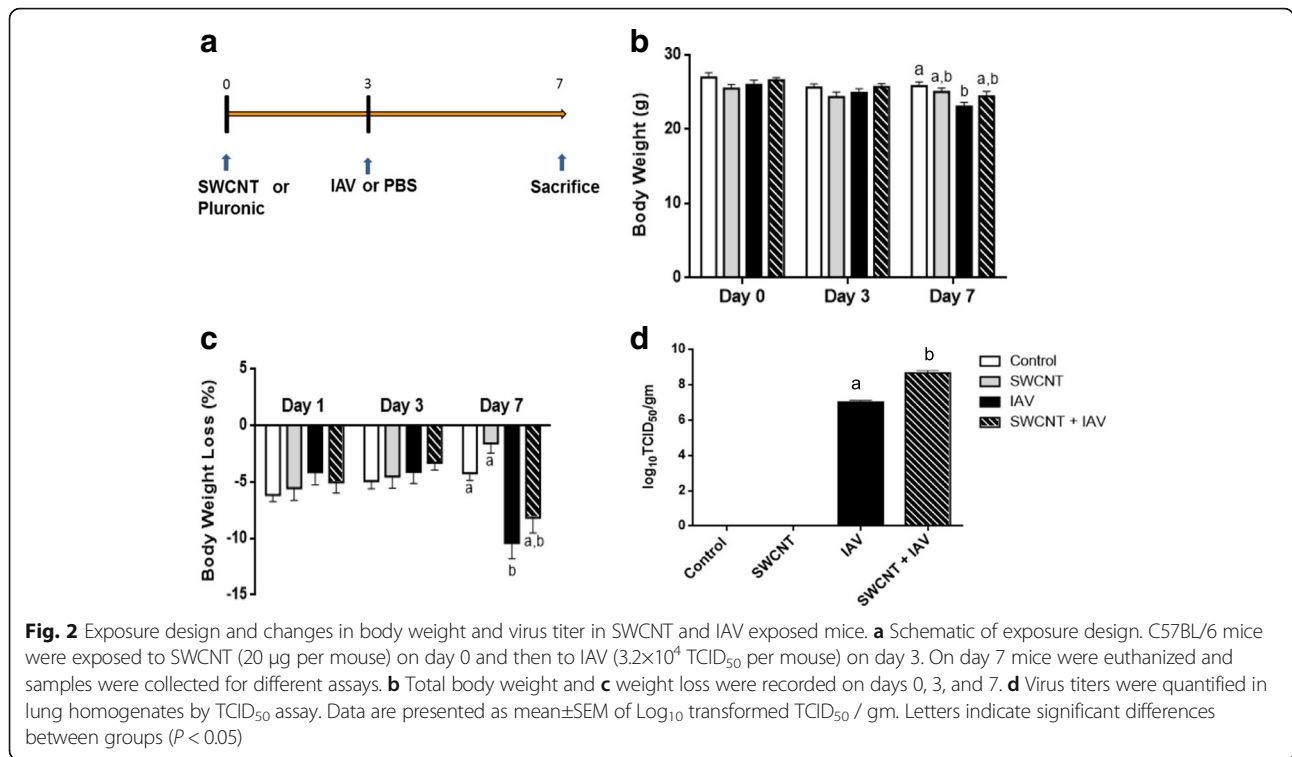 a
0 3 7
SWCNT or
Pluronic
IAV or PBS
Sacrifice
b
Body Weight (g)
30
20
10
0
a
a,b
b
a,b
Day 0 Day 3 Day 7
c
Body Weight Loss (%)
5
0
-5
-10
-15
Day 1 Day 3 Day 7
a
a
b
a,b
d
log10TCID50/gm
10
8
6
4
2
0
a
b
Control
SWCNT
IAV
SWCNT + IAV
Control
SWCNT
IAV
SWCNT + IAV
Fig. 2 Exposure design and changes in body weight and virus titer in SWCNT and IAV exposed mice. a Schematic of exposure design. C57BL/6 mice
were exposed to SWCNT (20 μg per mouse) on day 0 and then to IAV (3.2×10⁴ TCID₅₀ per mouse) on day 3. On day 7 mice were euthanized and
samples were collected for different assays. b Total body weight and c weight loss were recorded on days 0, 3, and 7. d Virus titers were quantified in
lung homogenates by TCID₅₀ assay. Data are presented as mean±SEM of Log₁₀ transformed TCID₅₀ / gm. Letters indicate significant differences
between groups (P < 0.05)